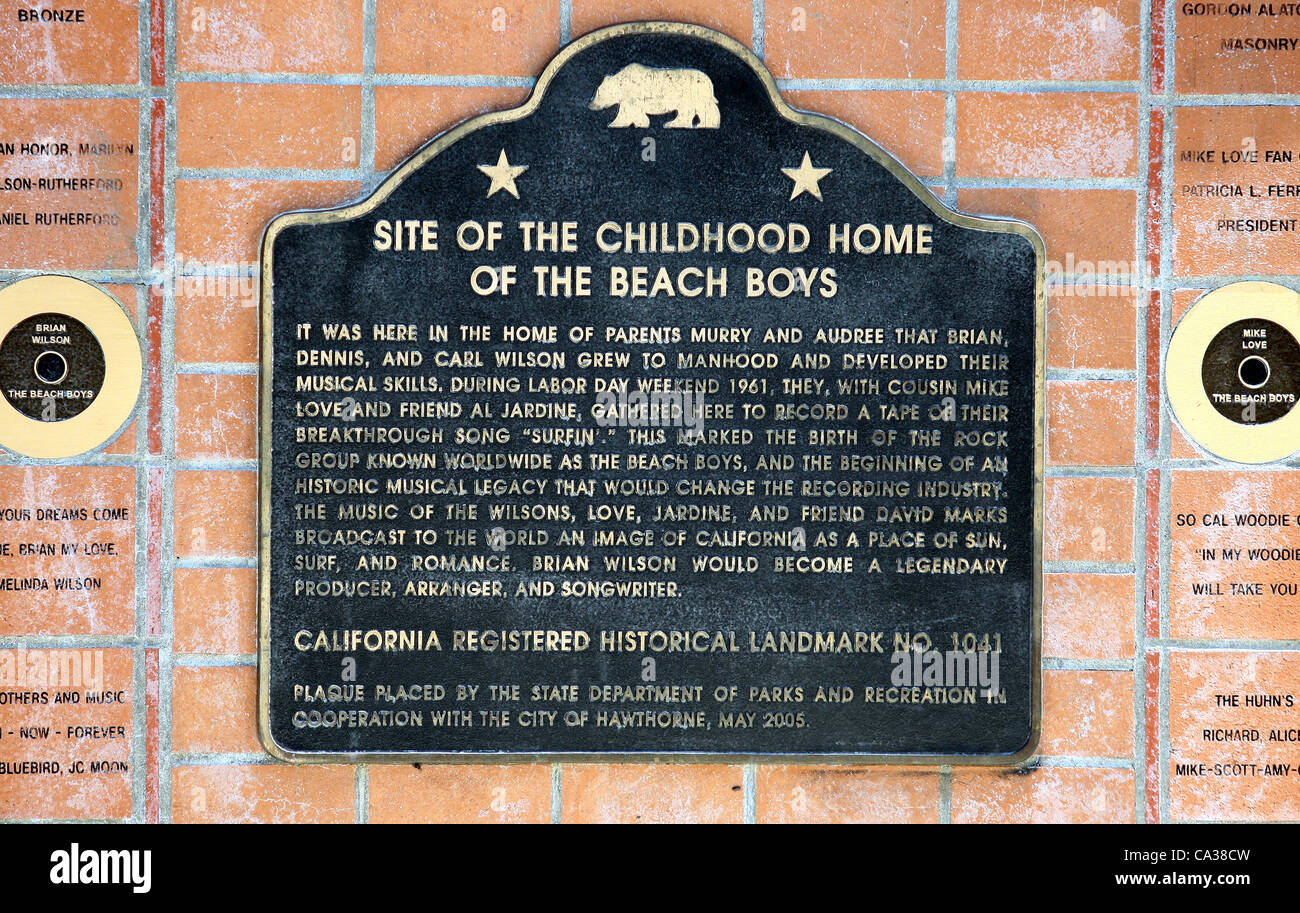 BRONZE
AN HONOR, MARILYN
LSON-RUTHERFORD
ANIEL RUTHERFORD
BRIAN
WILSON
THE BEACH BOYS
YOUR DREAMS COME
E, BRIAN MY LOVE.
MELINDA WILSON
OTHERS AND MUSIC
- NOW - FOREVER
BLUEBIRD, JC MOON
SITE OF THE CHILDHOOD HOME
OF THE BEACH BOYS
IT WAS HERE IN THE HOME OF PARENTS MURRY AND AUDREE THAT BRIAN,
DENNIS, AND CARL WILSON GREW TO MANHOOD AND DEVELOPED THEIR
MUSICAL SKILLS. DURING LABOR DAY WEEKEND 1961, THEY, WITH COUSIN MIKE
LOVE AND FRIEND AL JARDINE, GATHERED HERE TO RECORD A TAPE OF THEIR
BREAKTHROUGH SONG "SURFIN'." THIS MARKED THE BIRTH OF THE ROCK
GROUP KNOWN WORLDWIDE AS THE BEACH BOYS, AND THE BEGINNING OF AN
HISTORIC MUSICAL LEGACY THAT WOULD CHANGE THE RECORDING INDUSTRY.
THE MUSIC OF THE WILSONS, LOVE, JARDINE, AND FRIEND DAVID MARKS
BROADCAST TO THE WORLD AN IMAGE OF CALIFORNIA AS A PLACE OF SUN,
SURF, AND ROMANCE. BRIAN WILSON WOULD BECOME A LEGENDARY
PRODUCER, ARRANGER, AND SONGWRITER.
CALIFORNIA REGISTERED HISTORICAL LANDMARK NO. 1041
PLAQUE PLACED BY THE STATE DEPARTMENT OF PARKS AND RECREATION IN
COOPERATION WITH THE CITY OF HAWTHORNE, MAY 2005.
GORDON ALATO
MASONRY
MIKE LOVE FAN
PATRICIA L. FERR
PRESIDENT
MIKE
LOVE
THE BEACH BOYS
SO CAL WOODIE
"IN MY WOODIE
WILL TAKE YOU
THE HUHN'S
RICHARD, ALICE
MIKE-SCOTT-AMY-
alamy
Image ID: CA38CW
www.alamy.com